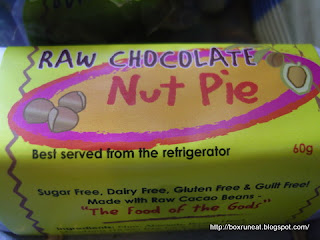 RAW CHOCOLATE
Nut Pie
Best served from the refrigerator 60g
Sugar Free, Dairy Free, Gluten Free & Guilt Free!
Made with Raw Cacao Beans -
"The Food of the Gods"
http://boxruneat.blogspot.com